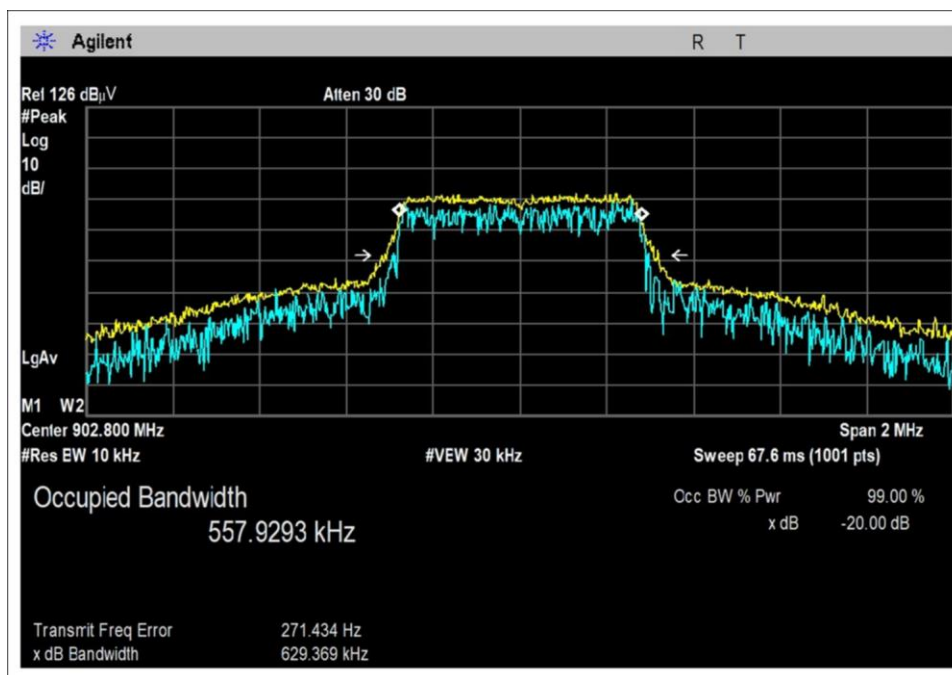 Agilent
R T
Rel 126 dBµV
Atten 30 dB
#Peak
Log
10
dB/
LgAv
M1 W2
Center 902.800 MHz
Span 2 MHz
#Res BW 10 kHz
#VBW 30 kHz
Sweep 67.6 ms (1001 pts)
Occupied Bandwidth
557.9293 kHz
Occ BW % Pwr
99.00 %
x dB
-20.00 dB
Transmit Freq Error
271.434 Hz
x dB Bandwidth
629.369 kHz